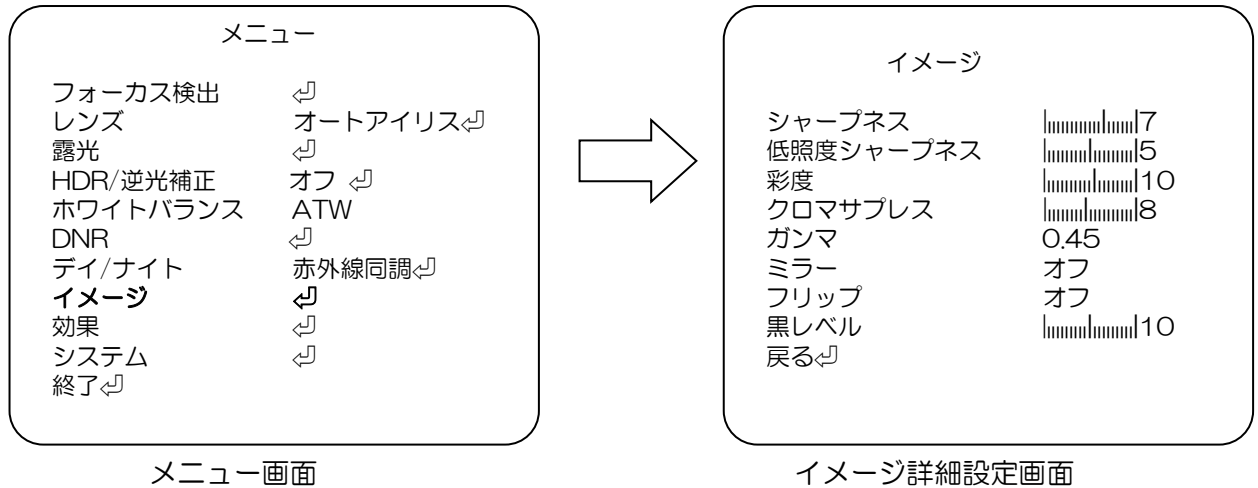 メニュー
フォーカス検出 ⏎
レンズ オートアイリス⏎
露光 ⏎
HDR/逆光補正 オフ ⏎
ホワイトバランス ATW
DNR ⏎
デイ/ナイト 赤外線同調⏎
イメージ ⏎
効果 ⏎
システム ⏎
終了⏎
メニュー画面
イメージ
シャープネス 7
低照度シャープネス 5
彩度 10
クロマサプレス 8
ガンマ 0.45
ミラー オフ
フリップ オフ
黒レベル 10
戻る⏎
イメージ詳細設定画面